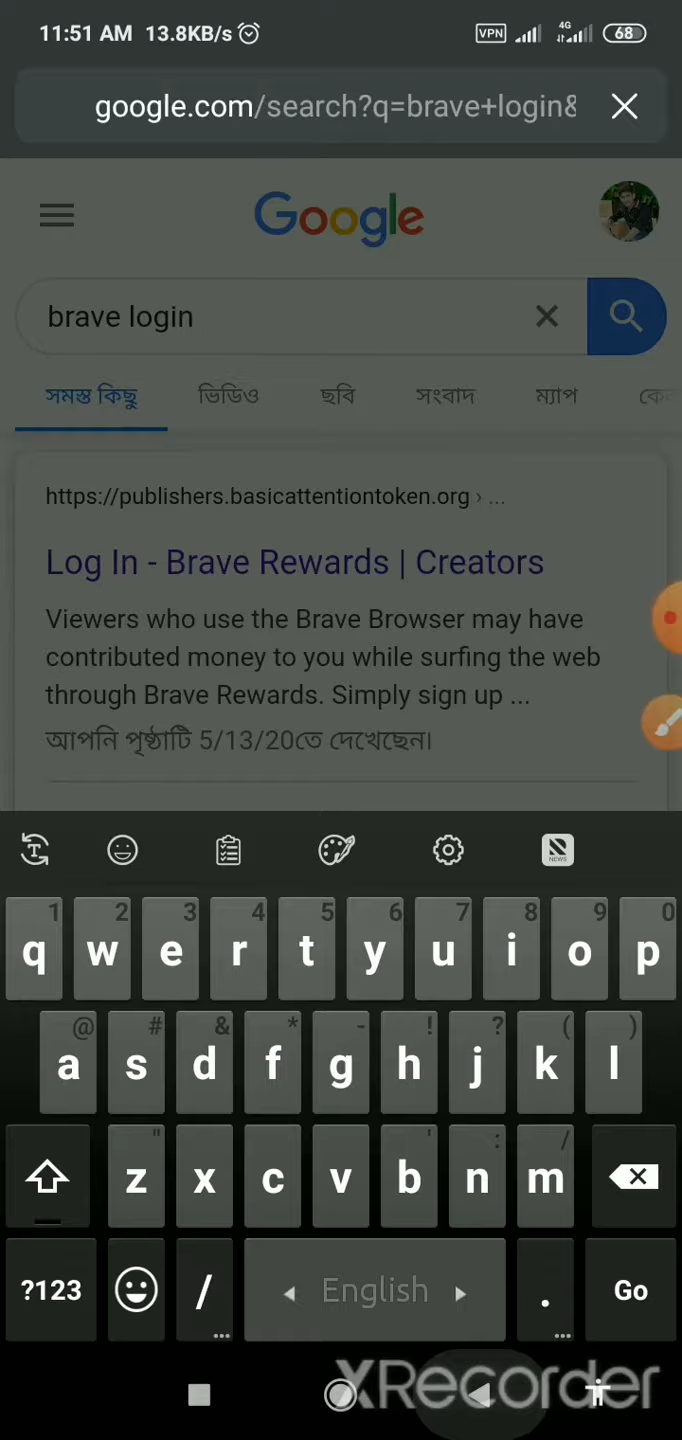 11:51 AM 13.8KB/s VPN 4G 68
google.com/search?q=brave+login&
Google
brave login
সমস্ত কিছু ভিডিও ছবি সংবাদ ম্যাপ কে
https://publishers.basicattentiontoken.org › ...
Log In - Brave Rewards | Creators
Viewers who use the Brave Browser may have
contributed money to you while surfing the web
through Brave Rewards. Simply sign up ...
আপনি পৃষ্ঠাটি 5/13/20তে দেখেছেন।
NEWS
1 2 3 4 5 6 7 8 9 0
q w e r t y u i o p
@ # & * - ! ? ( )
a s d f g h j k l
" ' : /
z x c v b n m
?123 / ... English . ... Go
XRecorder